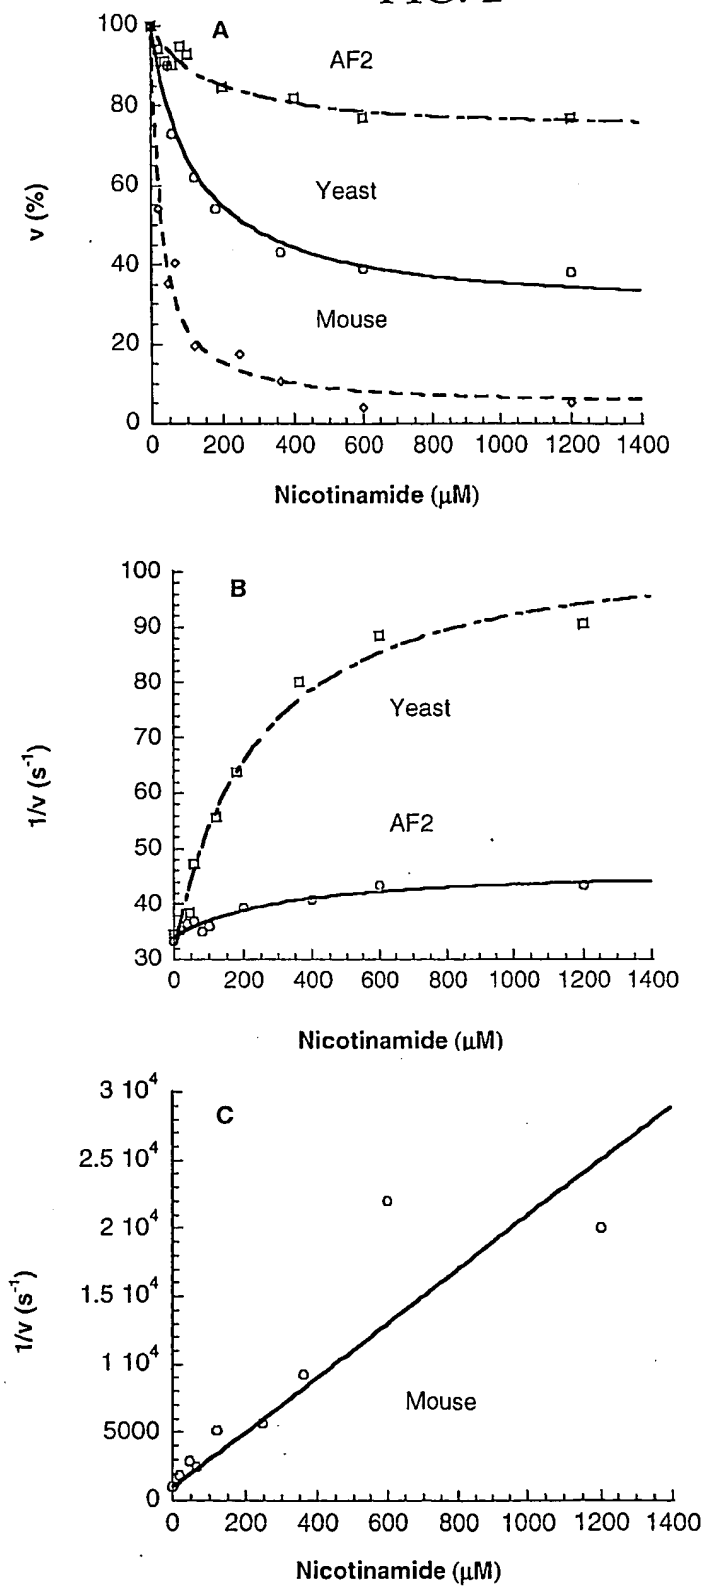 100
A
AF2
80
v (%)
60
Yeast
40
Mouse
20
0
0 200 400 600 800 1000 1200 1400
Nicotinamide (μM)
100
B
90
80
Yeast
70
1/v (s⁻¹)
60
AF2
50
40
30
0 200 400 600 800 1000 1200 1400
Nicotinamide (μM)
3 10⁴
C
2.5 10⁴
2 10⁴
1/v (s⁻¹)
1.5 10⁴
1 10⁴
Mouse
5000
0
0 200 400 600 800 1000 1200 1400
Nicotinamide (μM)